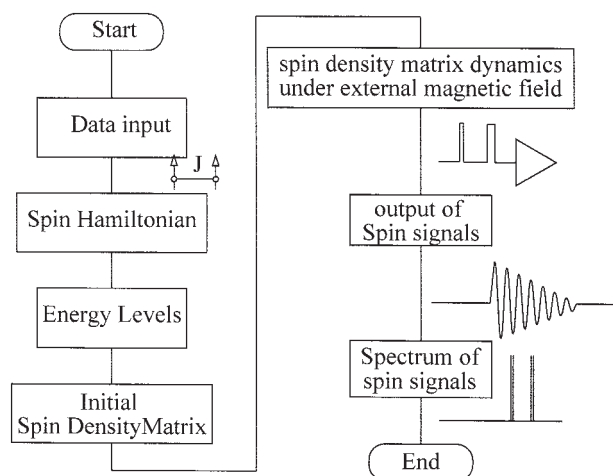 Start
Data input
J
Spin Hamiltonian
Energy Levels
Initial
Spin DensityMatrix
spin density matrix dynamics
under external magnetic field
output of
Spin signals
Spectrum of
spin signals
End